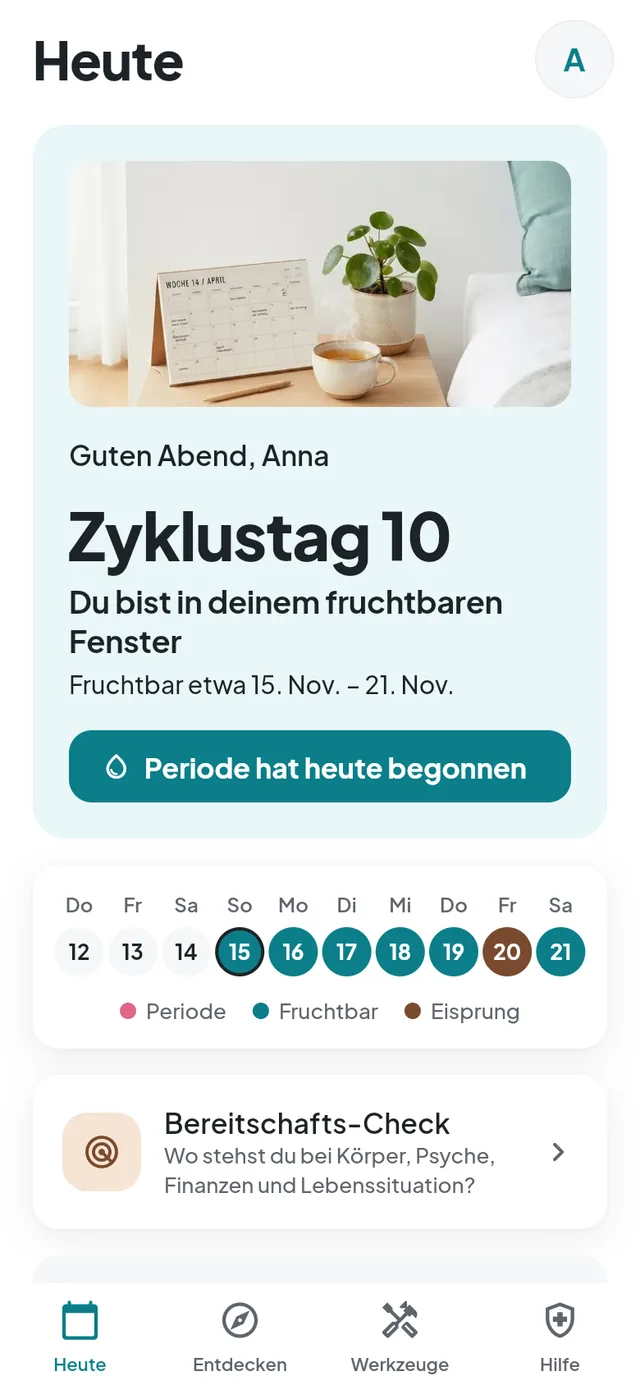 Heute
A
WOCHE 14 / APRIL
Guten Abend, Anna
Zyklustag 10
Du bist in deinem fruchtbaren
Fenster
Fruchtbar etwa 15. Nov. – 21. Nov.
Periode hat heute begonnen
Do Fr Sa So Mo Di Mi Do Fr Sa
12 13 14 15 16 17 18 19 20 21
Periode Fruchtbar Eisprung
Bereitschafts-Check
Wo stehst du bei Körper, Psyche,
Finanzen und Lebenssituation?
Heute Entdecken Werkzeuge Hilfe